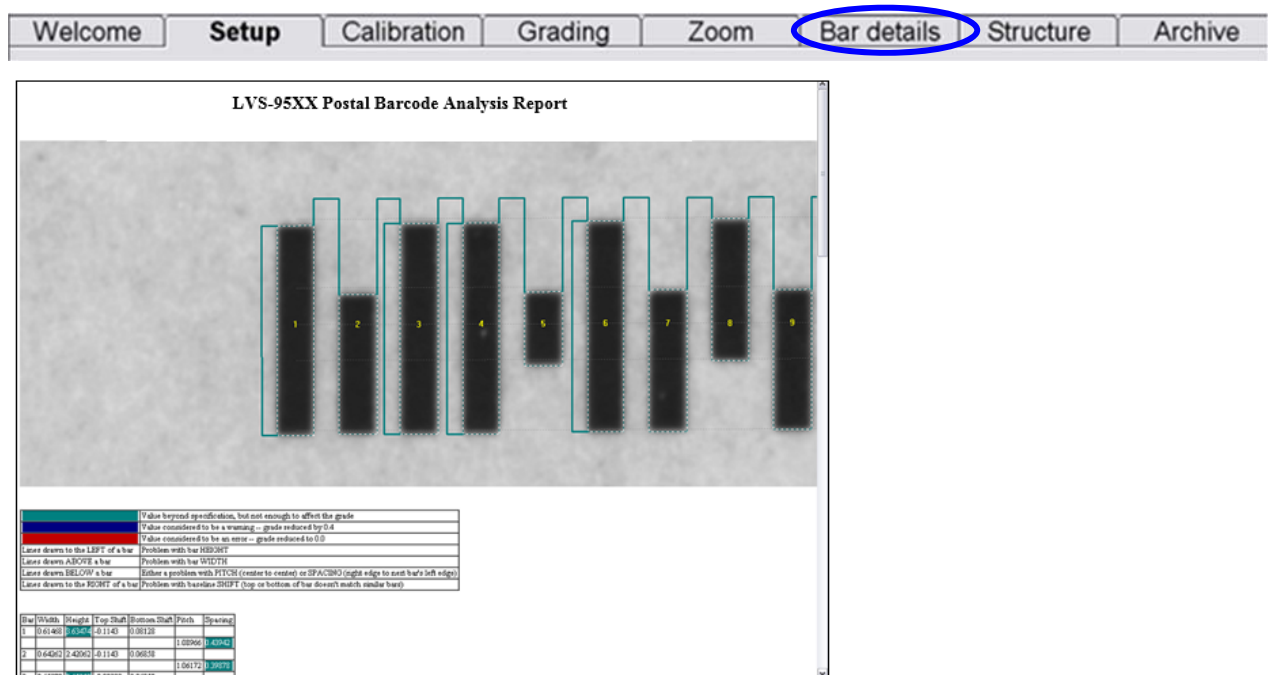 Welcome Setup Calibration Grading Zoom Bar details Structure Archive
LVS-95XX Postal Barcode Analysis Report
1 2 3 4 5 6 7 8 9
Value beyond specification, but not enough to affect the grade
Value considered to be a warning -- grade reduced by 0.4
Value considered to be an error -- grade reduced to 0.0
Lines drawn to the LEFT of a bar Problem with bar HEIGHT
Lines drawn ABOVE a bar Problem with bar WIDTH
Lines drawn BELOW a bar Either a problem with PITCH (center to center) or SPACING (right edge to next bar's left edge)
Lines drawn to the RIGHT of a bar Problem with baseline SHIFT (top or bottom of bar doesn't match similar bars)
Bar Width Height Top Shift Bottom Shift Pitch Spacing
1 0.61468 3.63474 -0.1143 0.08128
1.08966 0.43942
2 0.64262 2.42062 -0.1143 0.06858
1.06172 0.39878